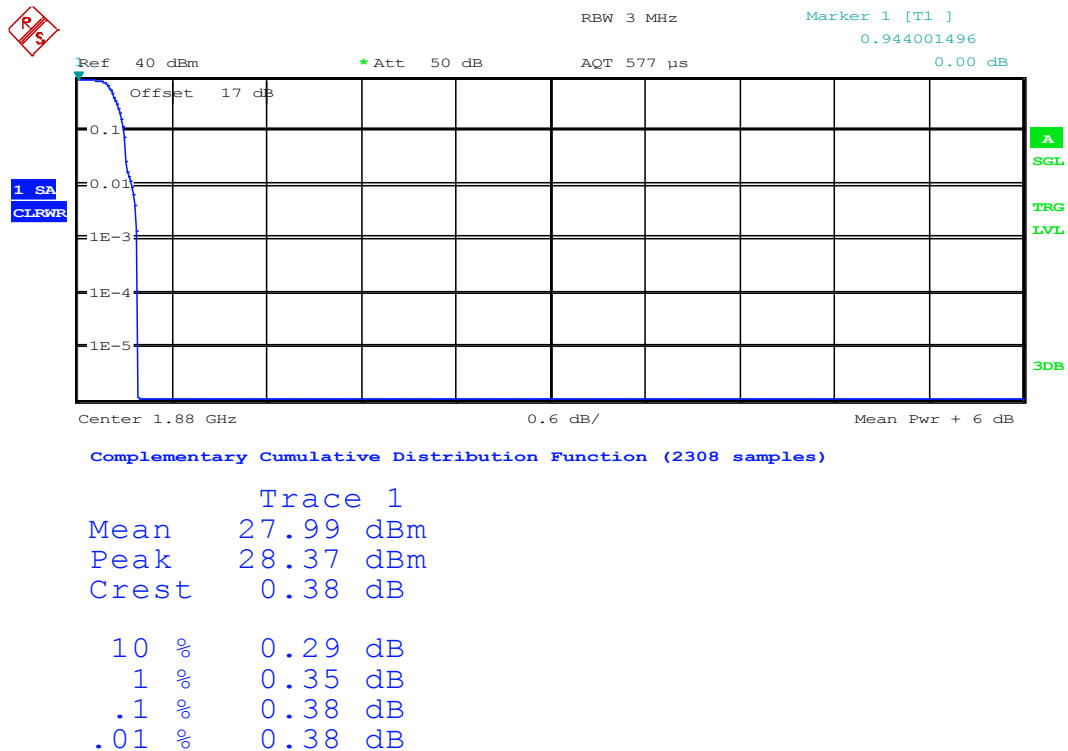 R S
RBW 3 MHz Marker 1 [T1 ]
0.944001496
Ref 40 dBm * Att 50 dB AQT 577 µs 0.00 dB
1
Offset 17 dB
0.1
A
SGL
0.01
1 SA
CLRWR
TRG
LVL
1E-3
1E-4
1E-5
3DB
Center 1.88 GHz 0.6 dB/ Mean Pwr + 6 dB
Complementary Cumulative Distribution Function (2308 samples)
Trace 1
Mean 27.99 dBm
Peak 28.37 dBm
Crest 0.38 dB
10 % 0.29 dB
1 % 0.35 dB
.1 % 0.38 dB
.01 % 0.38 dB